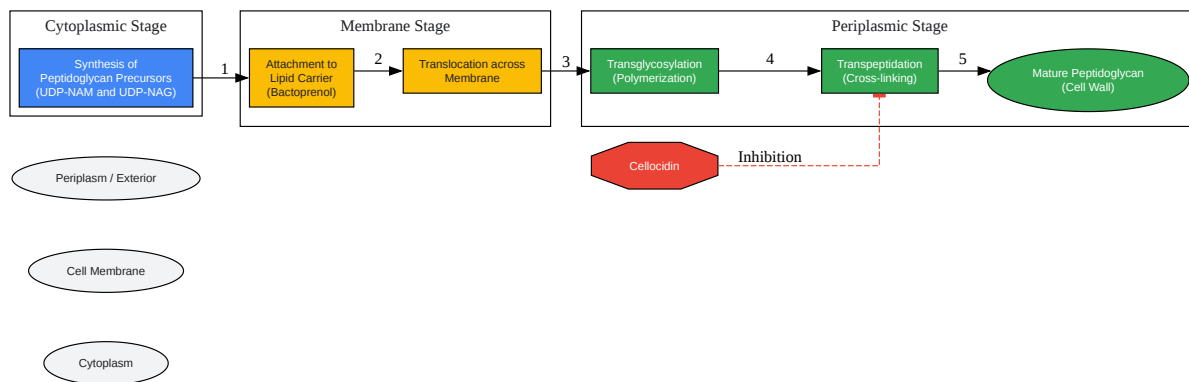 Cytoplasmic Stage
Membrane Stage
Periplasmic Stage
Synthesis of
Peptidoglycan Precursors
(UDP-NAM and UDP-NAG)
1
Attachment to
Lipid Carrier
(Bactoprenol)
2
Translocation across
Membrane
3
Transglycosylation
(Polymerization)
4
Transpeptidation
(Cross-linking)
5
Mature Peptidoglycan
(Cell Wall)
Cellocidin
Inhibition
Periplasm / Exterior
Cell Membrane
Cytoplasm